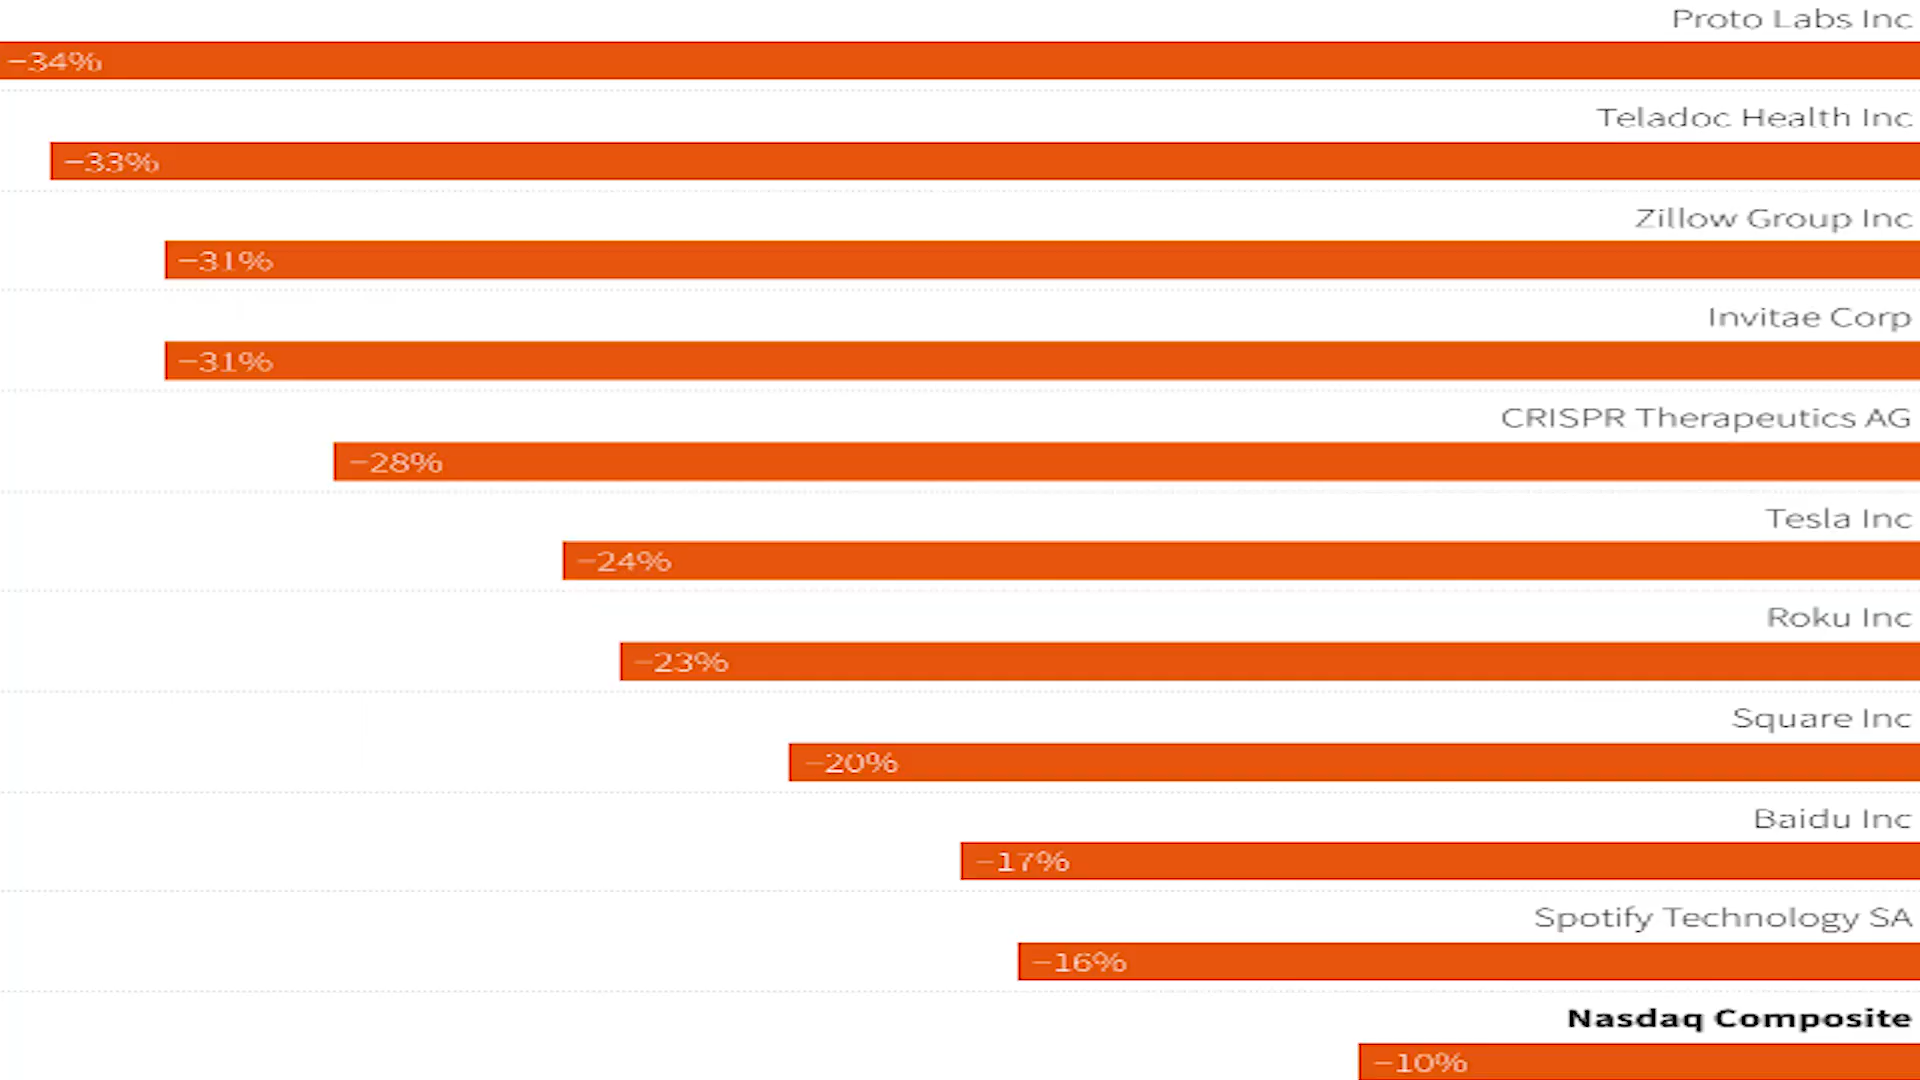 Proto Labs Inc
−34%
Teladoc Health Inc
−33%
Zillow Group Inc
−31%
Invitae Corp
−31%
CRISPR Therapeutics AG
−28%
Tesla Inc
−24%
Roku Inc
−23%
Square Inc
−20%
Baidu Inc
−17%
Spotify Technology SA
−16%
Nasdaq Composite
−10%